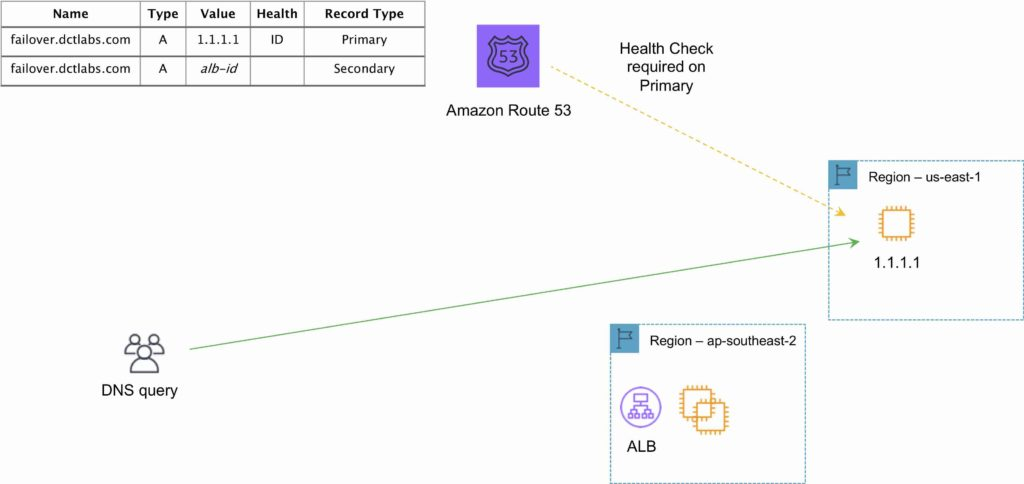 Name Type Value Health Record Type
failover.dctlabs.com A 1.1.1.1 ID Primary
failover.dctlabs.com A alb-id Secondary
53
Amazon Route 53
Health Check
required on
Primary
Region – us-east-1
1.1.1.1
Region – ap-southeast-2
DNS query
ALB